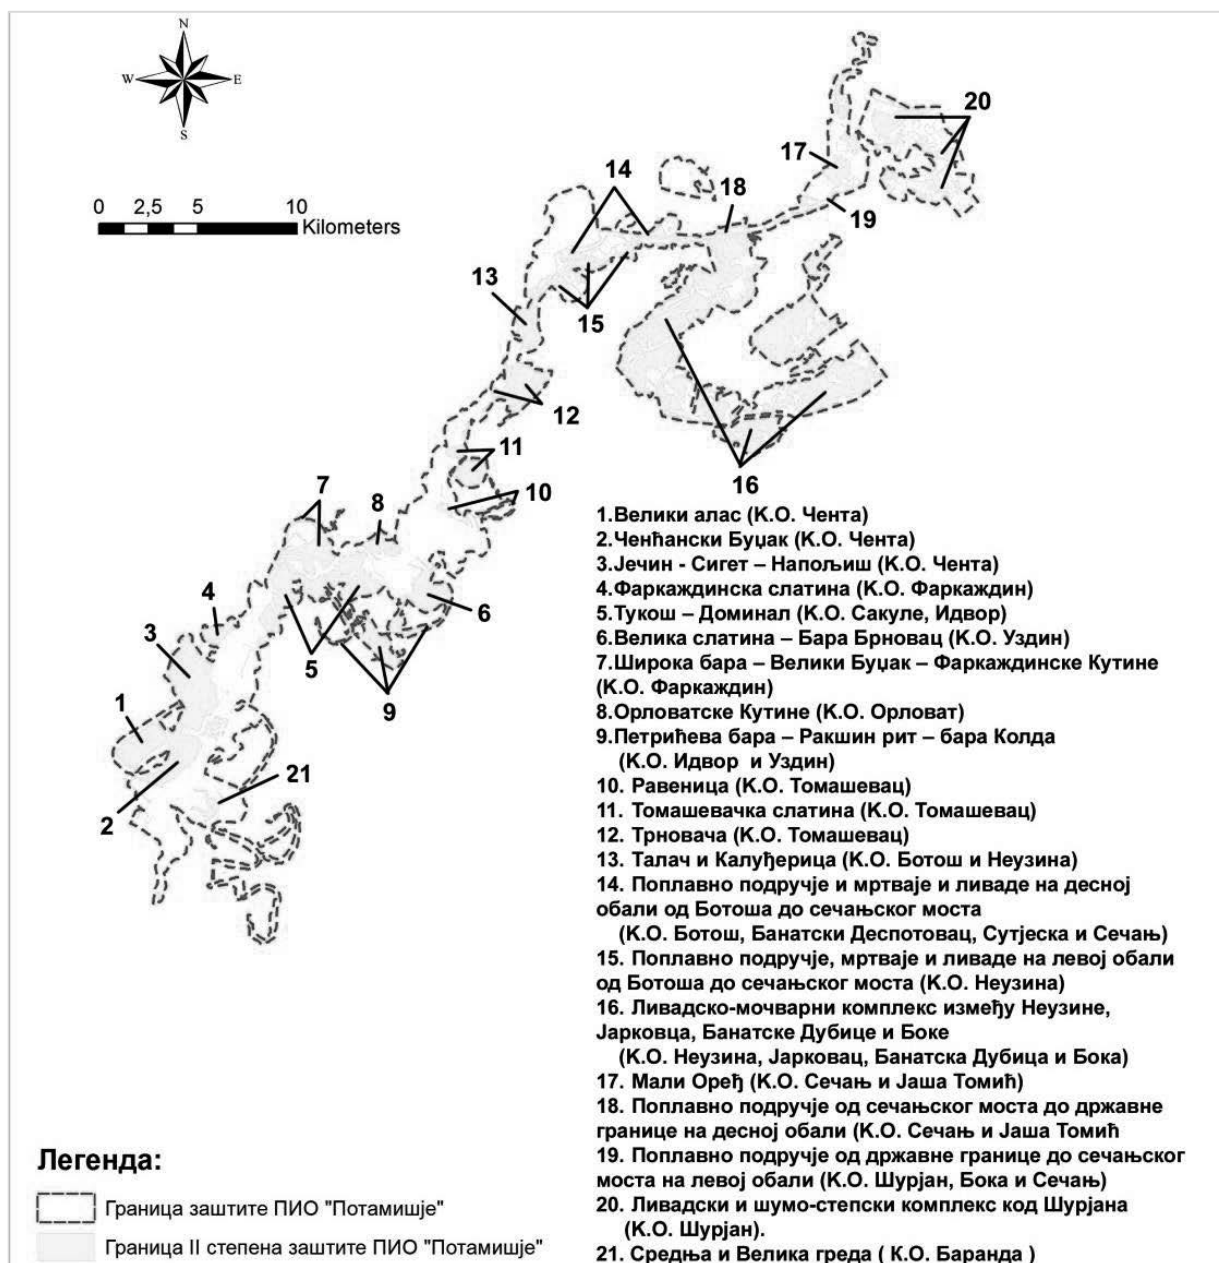 N
W
E
S
0 2,5 5 10
Kilometers
20
17
14
18
19
13
15
12
11
16
7
8
10
4
6
3
5
1
9
21
2
1.Велики алас (К.О. Чента)
2.Ченћански Буџак (К.О. Чента)
3.Јечин - Сигет – Напољиш (К.О. Чента)
4.Фаркаждинска слатина (К.О. Фаркаждин)
5.Тукош – Доминал (К.О. Сакуле, Идвор)
6.Велика слатина – Бара Брновац (К.О. Уздин)
7.Широка бара – Велики Буџак – Фаркаждинске Кутине
(К.О. Фаркаждин)
8.Орловатске Кутине (К.О. Орловат)
9.Петрићева бара – Ракшин рит – бара Колда
(К.О. Идвор и Уздин)
10. Равеница (К.О. Томашевац)
11. Томашевачка слатина (К.О. Томашевац)
12. Трновача (К.О. Томашевац)
13. Талач и Калуђерица (К.О. Ботош и Неузина)
14. Поплавно подручје и мртваје и ливаде на десној
обали од Ботоша до сечањског моста
(К.О. Ботош, Банатски Деспотовац, Сутјеска и Сечањ)
15. Поплавно подручје, мртваје и ливаде на левој обали
од Ботоша до сечањског моста (К.О. Неузина)
16. Ливадско-мочварни комплекс између Неузине,
Јарковца, Банатске Дубице и Боке
(К.О. Неузина, Јарковац, Банатска Дубица и Бока)
17. Мали Оређ (К.О. Сечањ и Јаша Томић)
18. Поплавно подручје од сечањског моста до државне
границе на десној обали (К.О. Сечањ и Јаша Томић
19. Поплавно подручје од државне границе до сечањског
моста на левој обали (К.О. Шурјан, Бока и Сечањ)
20. Ливадски и шумо-степски комплекс код Шурјана
(К.О. Шурјан).
21. Средња и Велика греда ( К.О. Баранда )
Легенда:
Граница заштите ПИО "Потамишје"
Граница II степена заштите ПИО "Потамишје"